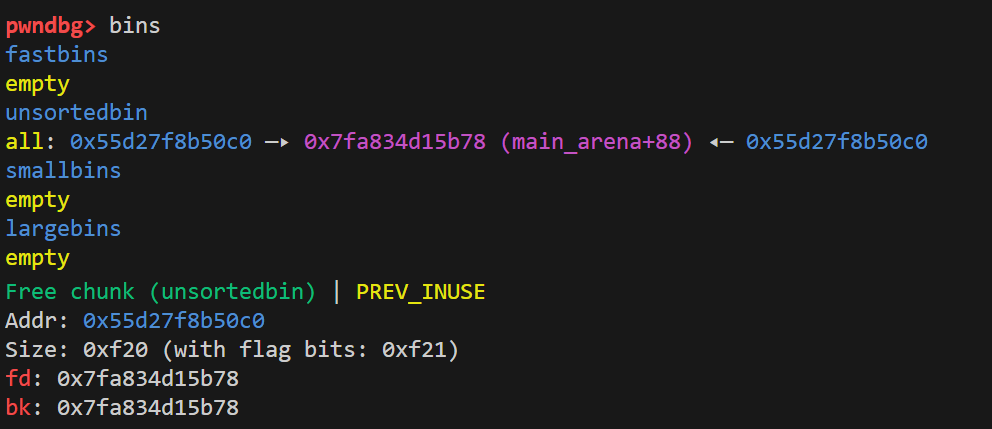 pwndbg> bins
fastbins
empty
unsortedbin
all: 0x55d27f8b50c0 —▸ 0x7fa834d15b78 (main_arena+88) ◂— 0x55d27f8b50c0
smallbins
empty
largebins
empty
Free chunk (unsortedbin) | PREV_INUSE
Addr: 0x55d27f8b50c0
Size: 0xf20 (with flag bits: 0xf21)
fd: 0x7fa834d15b78
bk: 0x7fa834d15b78